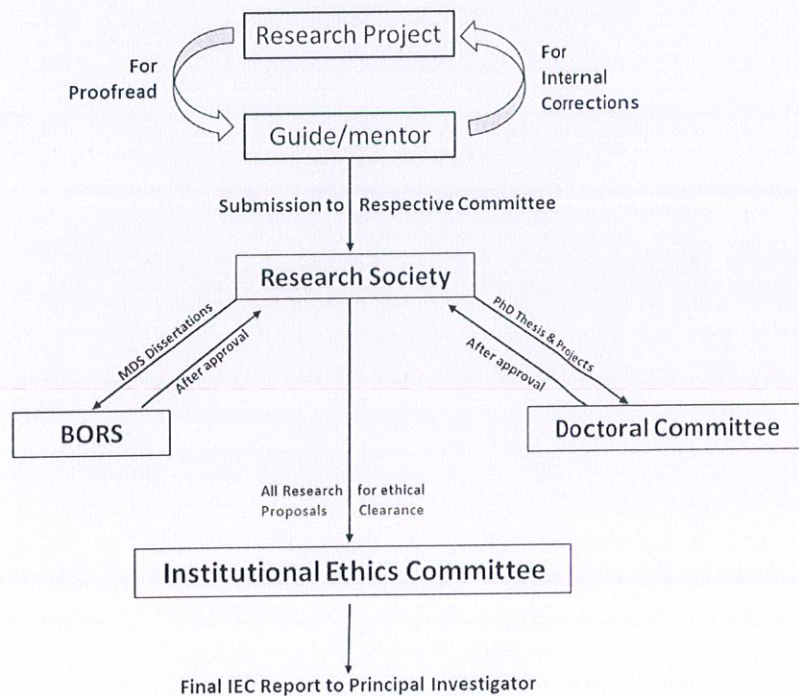 Research Project
For
Proofread
For
Internal
Corrections
Guide/mentor
Submission to Respective Committee
Research Society
MDS Dissertations
After approval
PhD Thesis & Projects
After approval
BORS
Doctoral Committee
All Research for ethical
Proposals Clearance
Institutional Ethics Committee
Final IEC Report to Principal Investigator